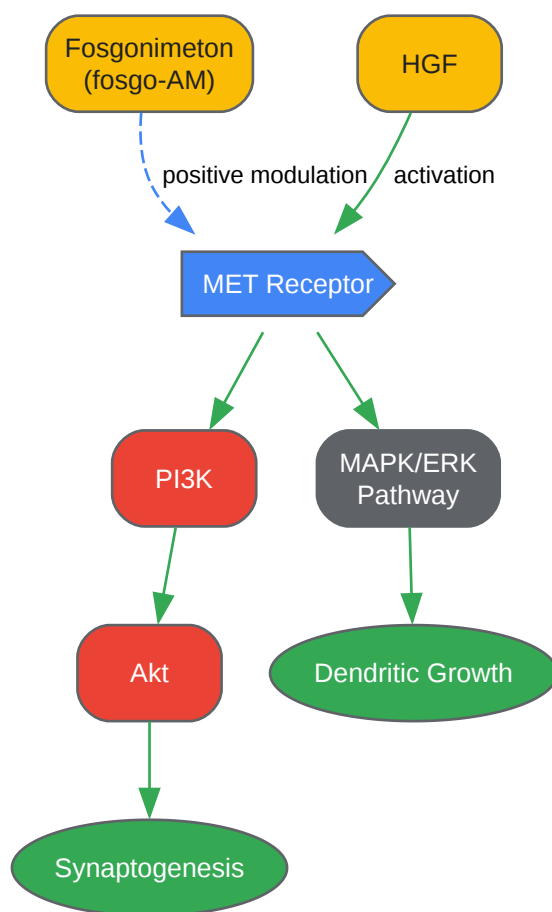 Fosgonimeton
(fosgo-AM)
HGF
positive modulation
activation
MET Receptor
PI3K
MAPK/ERK
Pathway
Akt
Dendritic Growth
Synaptogenesis